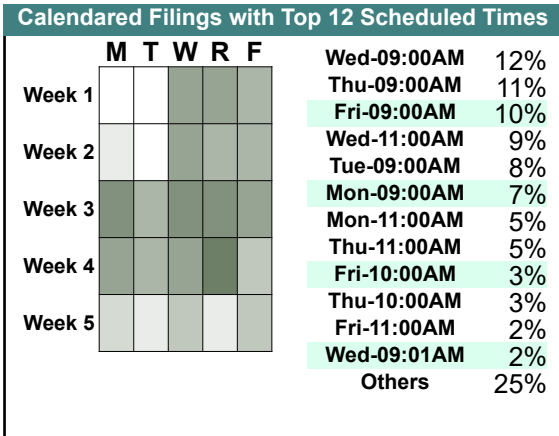 Calendared Filings with Top 12 Scheduled Times
M T W R F
Week 1
Week 2
Week 3
Week 4
Week 5
Wed-09:00AM 12%
Thu-09:00AM 11%
Fri-09:00AM 10%
Wed-11:00AM 9%
Tue-09:00AM 8%
Mon-09:00AM 7%
Mon-11:00AM 5%
Thu-11:00AM 5%
Fri-10:00AM 3%
Thu-10:00AM 3%
Fri-11:00AM 2%
Wed-09:01AM 2%
Others 25%